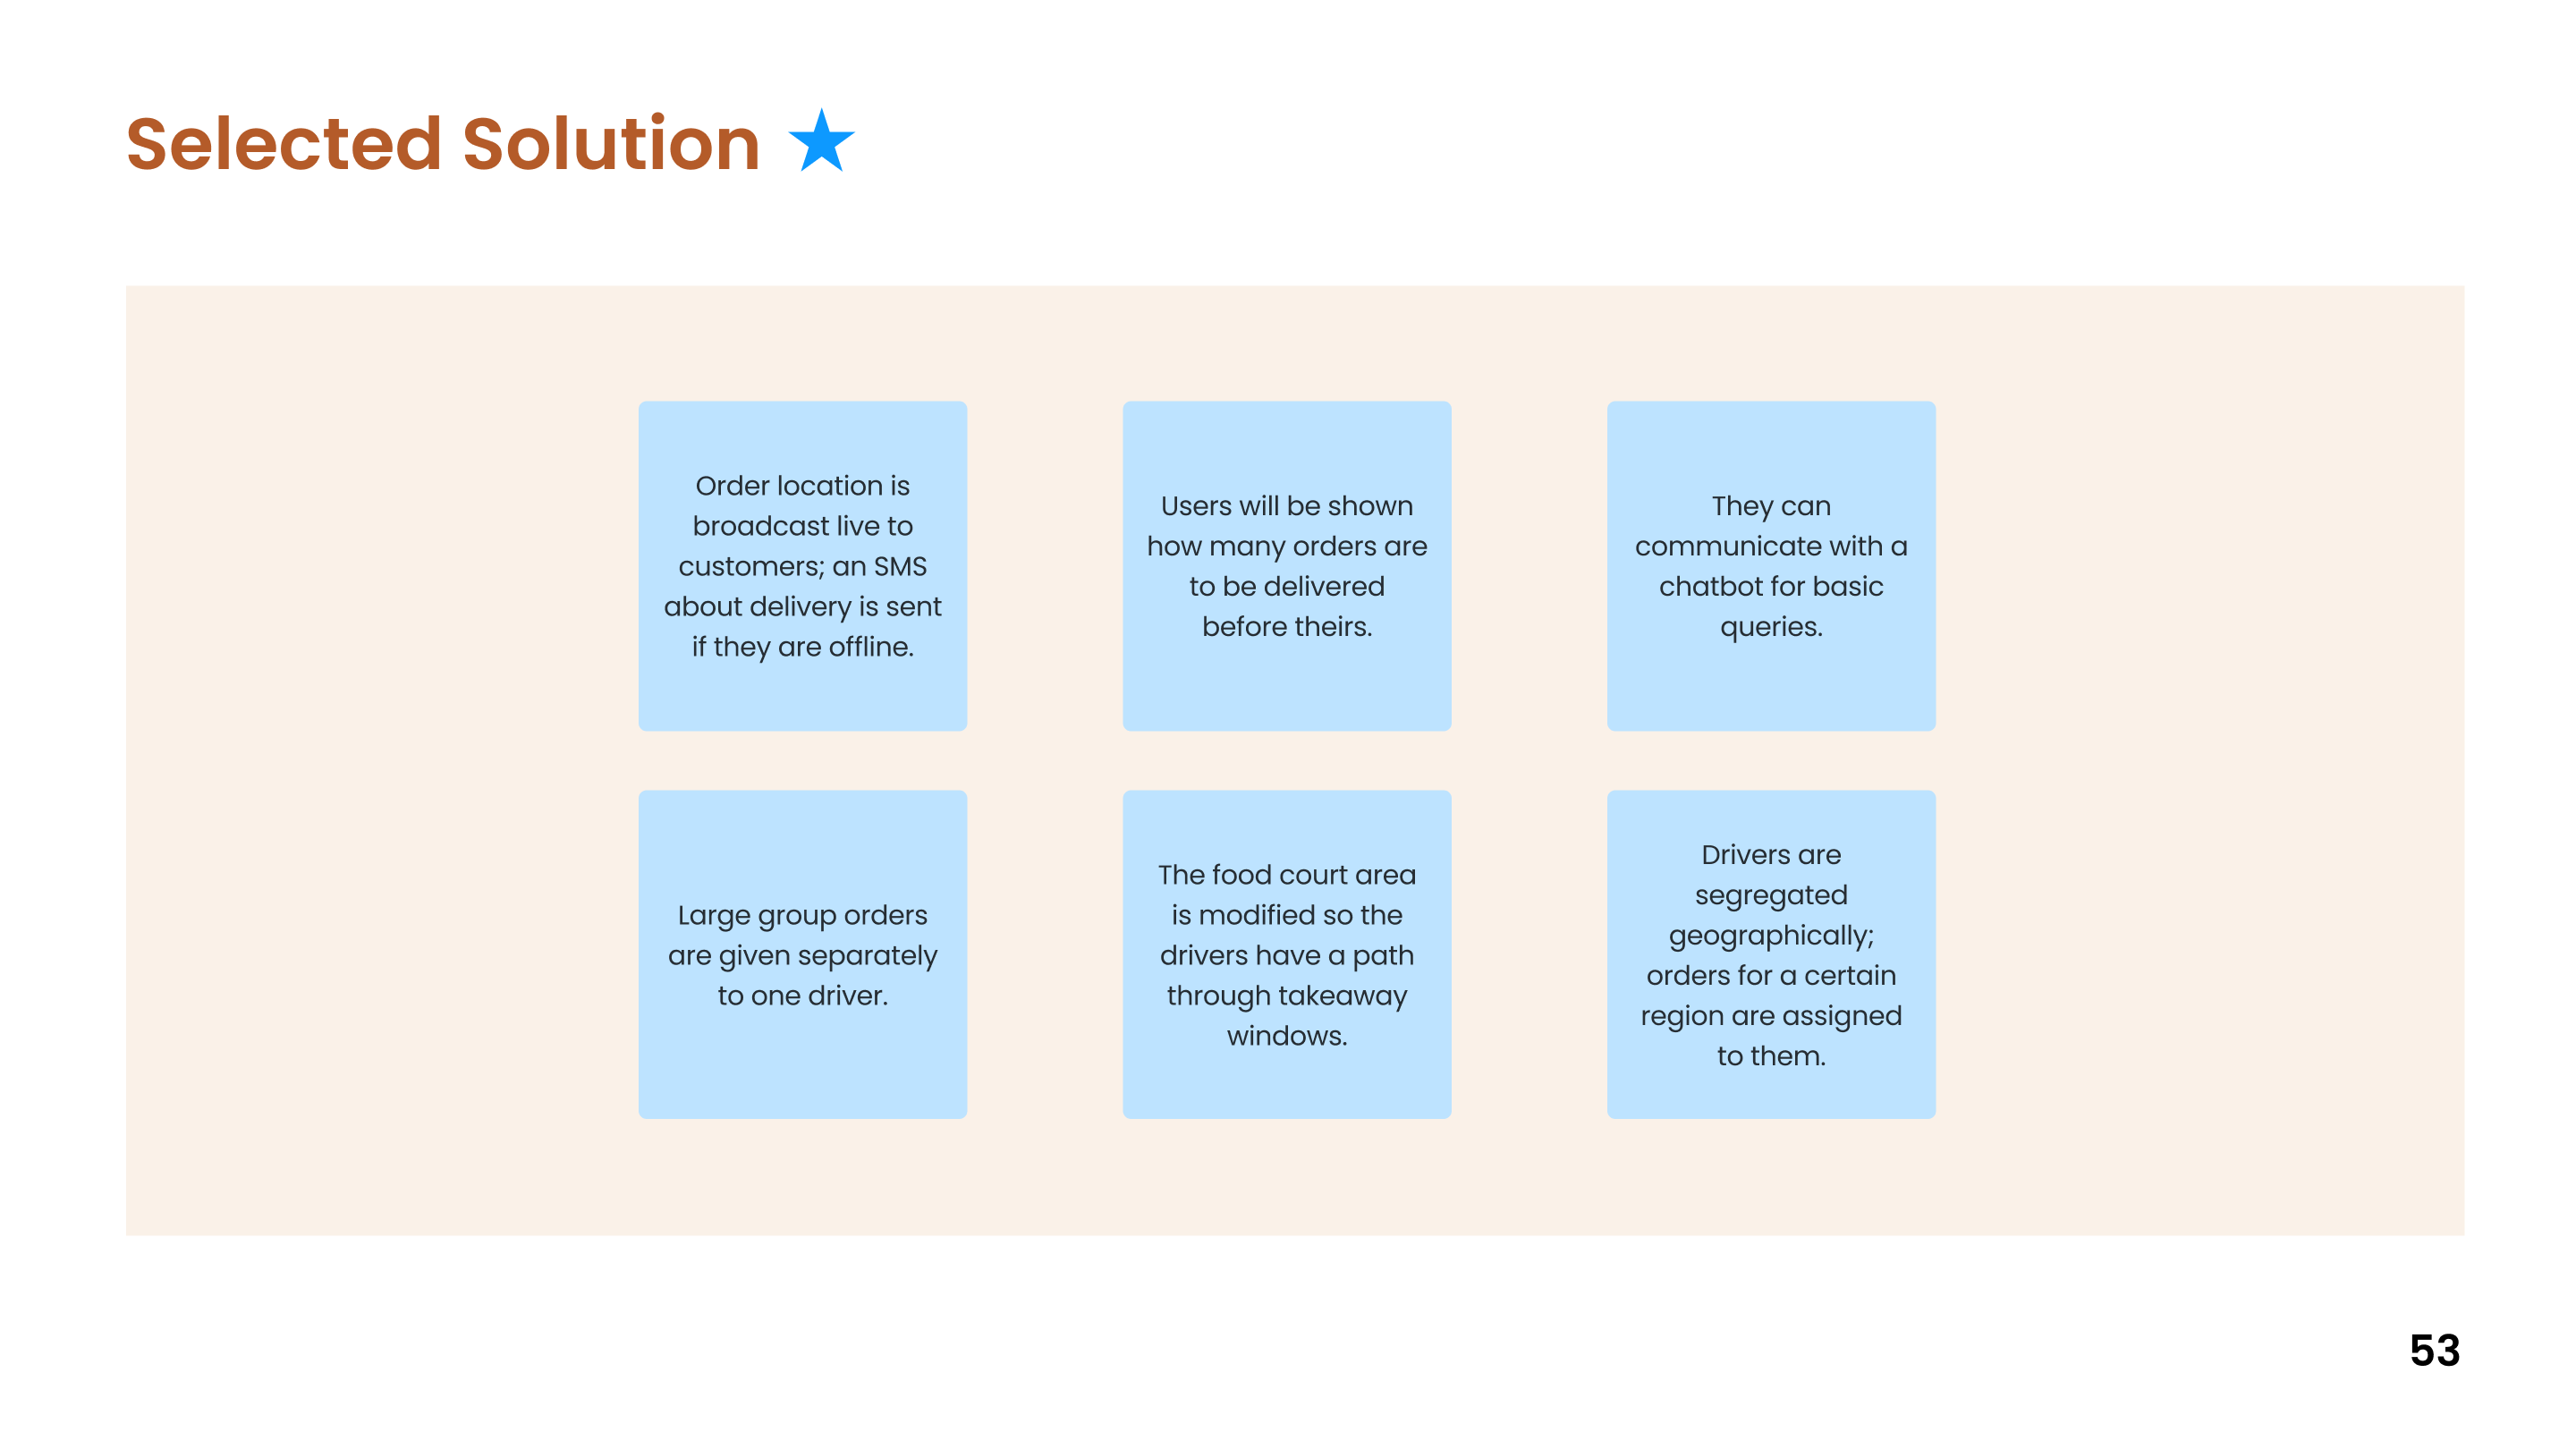 Selected Solution
Order location is
broadcast live to
customers; an SMS
about delivery is sent
if they are offline.
Users will be shown
how many orders are
to be delivered
before theirs.
They can
communicate with a
chatbot for basic
queries.
Large group orders
are given separately
to one driver.
The food court area
is modified so the
drivers have a path
through takeaway
windows.
Drivers are
segregated
geographically;
orders for a certain
region are assigned
to them.
53